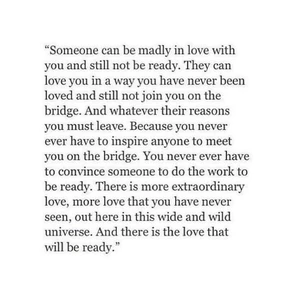 “Someone can be madly in love with
you and still not be ready. They can
love you in a way you have never been
loved and still not join you on the
bridge. And whatever their reasons
you must leave. Because you never
ever have to inspire anyone to meet
you on the bridge. You never ever have
to convince someone to do the work to
be ready. There is more extraordinary
love, more love that you have never
seen, out here in this wide and wild
universe. And there is the love that
will be ready.”